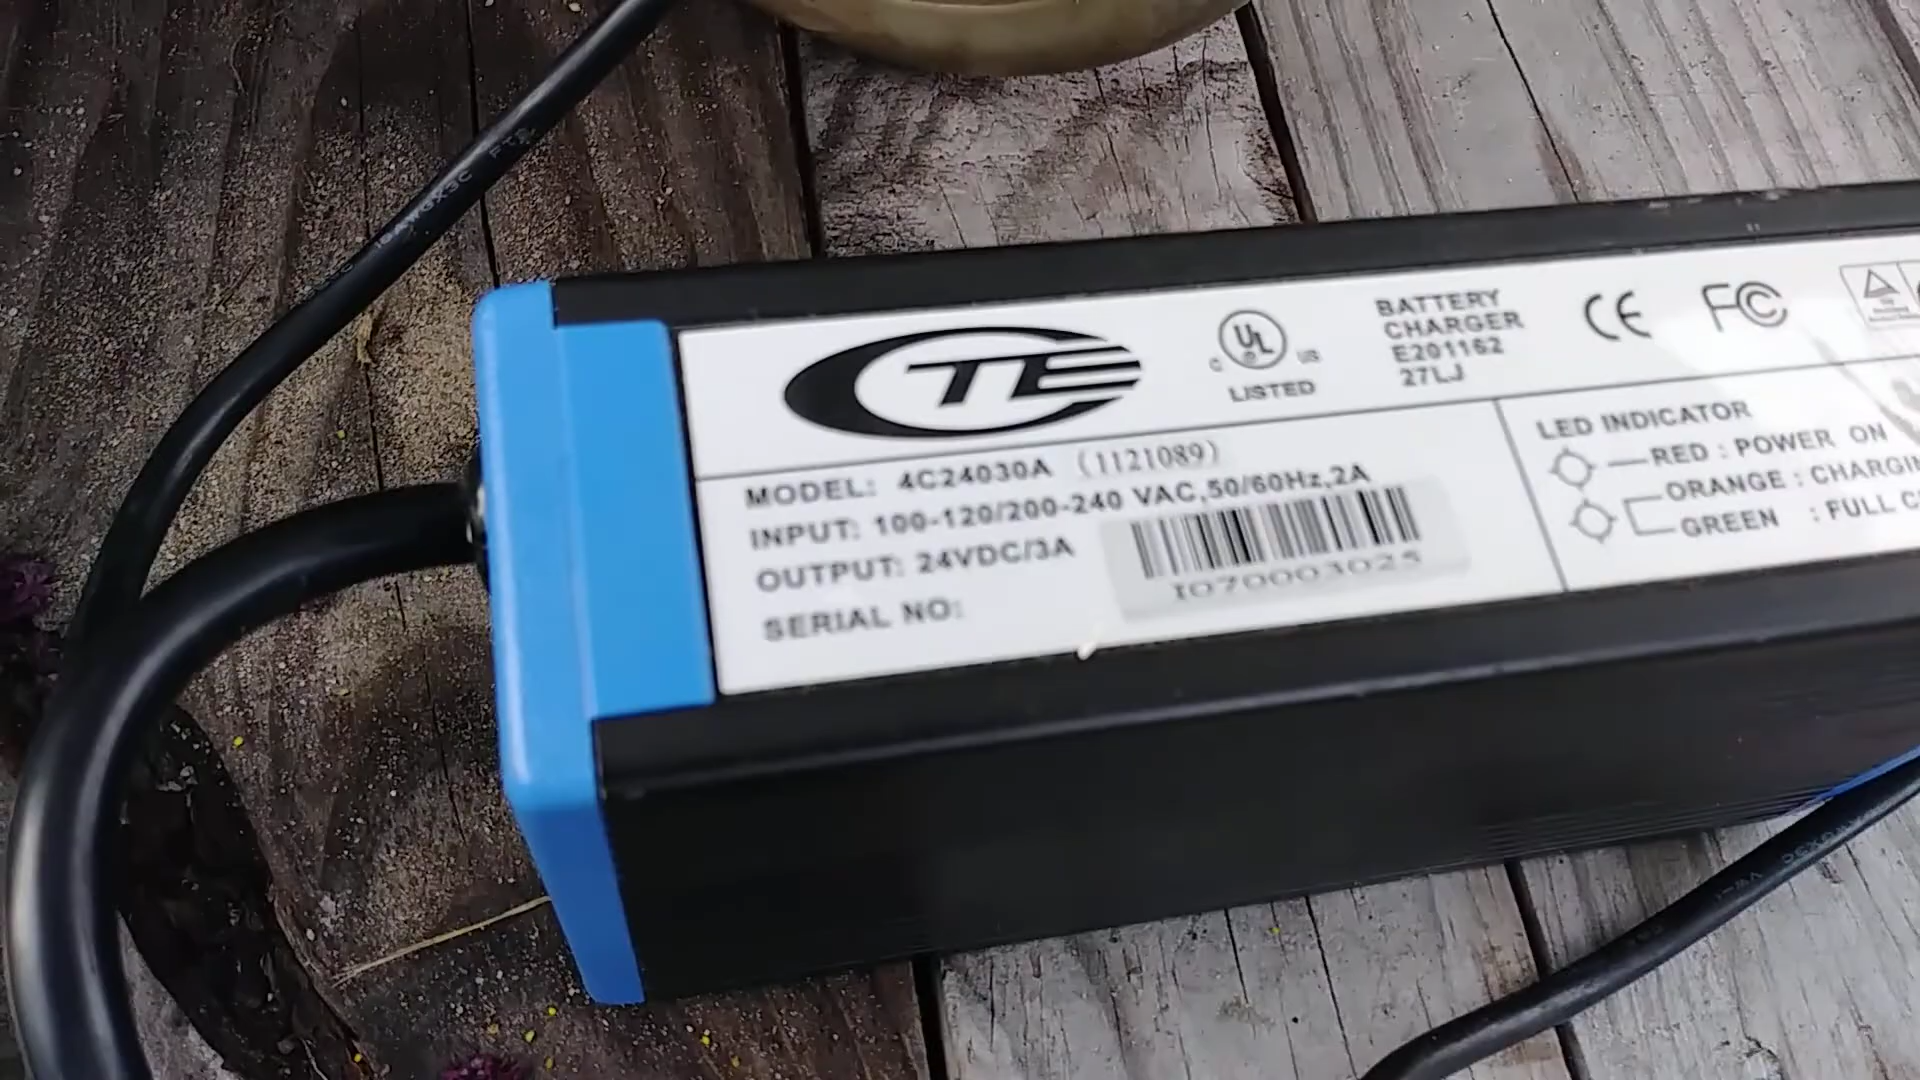 CTE
C UL US
LISTED
BATTERY
CHARGER
E201162
27LJ
CE FC
MODEL: 4C24030A (1121089)
INPUT: 100-120/200-240 VAC,50/60Hz,2A
OUTPUT: 24VDC/3A
SERIAL NO:
I070003025
LED INDICATOR
RED : POWER ON
ORANGE : CHARGIN
GREEN : FULL C